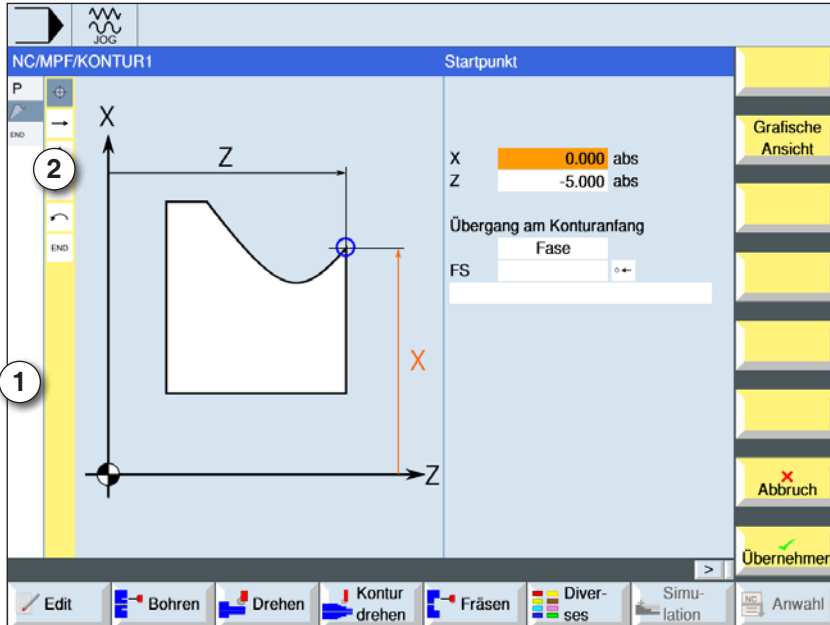 JOG
NC/MPF/KONTUR1
Startpunkt
P
END
END
2
1
X
Z
X
Z
X 0.000 abs
Z -5.000 abs
Übergang am Konturanfang
Fase
FS
Grafische
Ansicht
Abbruch
Übernehmen
>
Edit
Bohren
Drehen
Kontur
drehen
Fräsen
Diver-
ses
Simu-
lation
NC
Anwahl